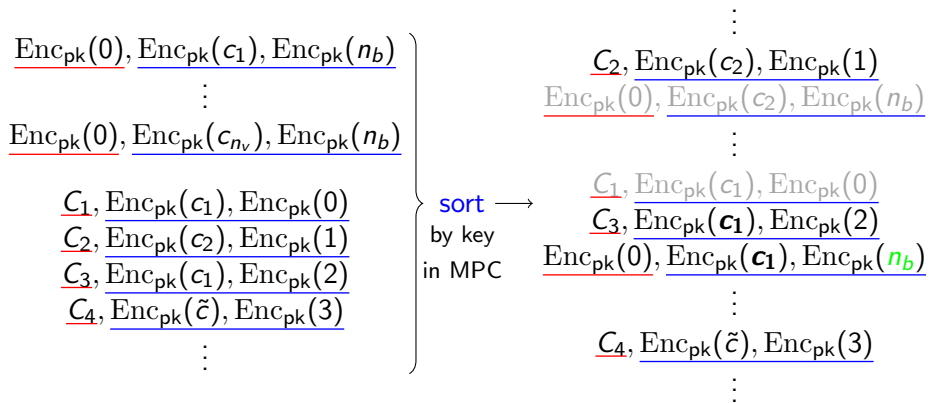 Enc_pk(0), Enc_pk(c_1), Enc_pk(n_b)
⋮
Enc_pk(0), Enc_pk(c_{n_v}), Enc_pk(n_b)
C_1, Enc_pk(c_1), Enc_pk(0)
C_2, Enc_pk(c_2), Enc_pk(1)
C_3, Enc_pk(c_1), Enc_pk(2)
C_4, Enc_pk(c̃), Enc_pk(3)
⋮
sort →
by key
in MPC
⋮
C_2, Enc_pk(c_2), Enc_pk(1)
Enc_pk(0), Enc_pk(c_2), Enc_pk(n_b)
⋮
C_1, Enc_pk(c_1), Enc_pk(0)
C_3, Enc_pk(c_1), Enc_pk(2)
Enc_pk(0), Enc_pk(c_1), Enc_pk(n_b)
⋮
C_4, Enc_pk(c̃), Enc_pk(3)
⋮